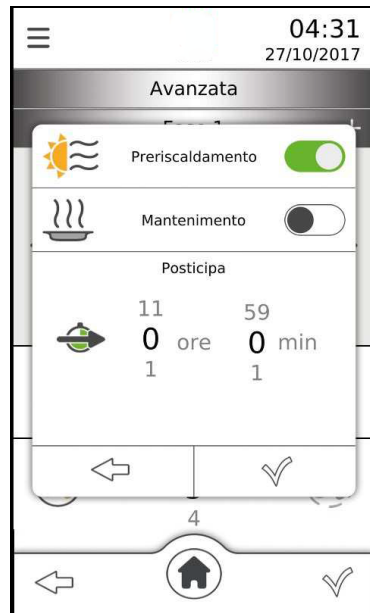 04:31
27/10/2017
Avanzata
Preriscaldamento
Mantenimento
Posticipa
11 59
0 ore 0 min
1 1
4